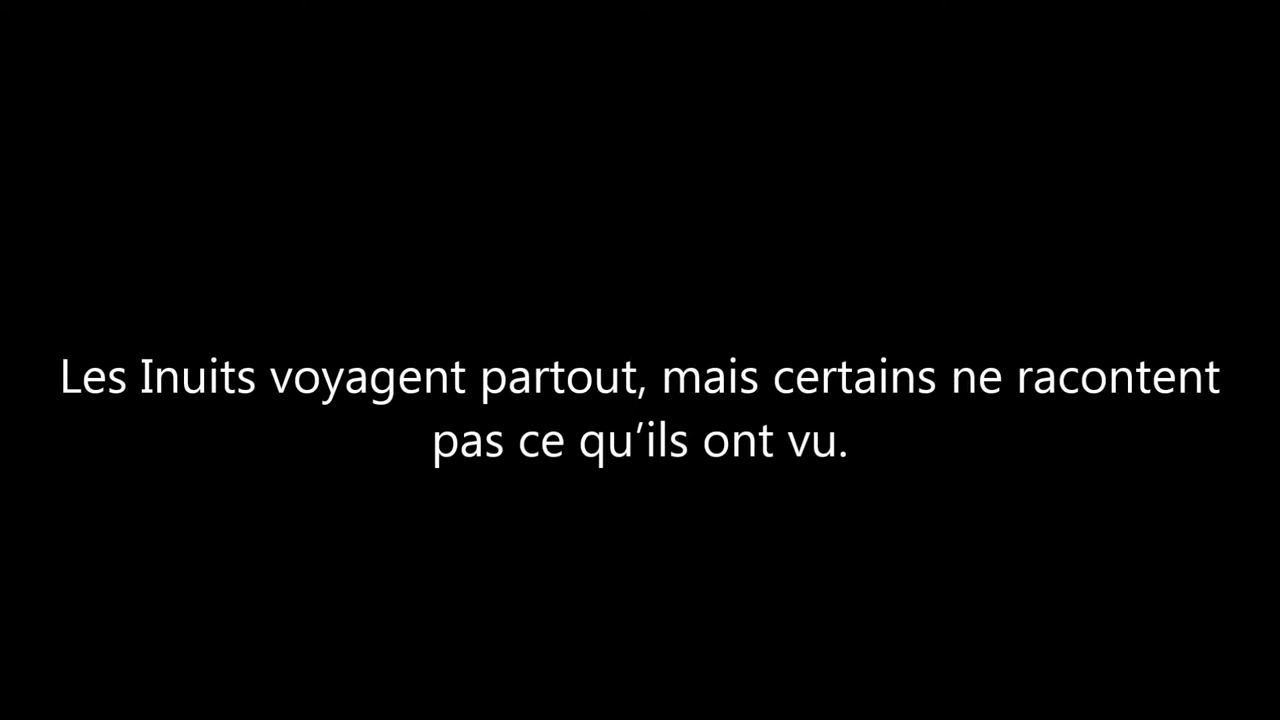 Les Inuits voyagent partout, mais certains ne racontent
pas ce qu’ils ont vu.